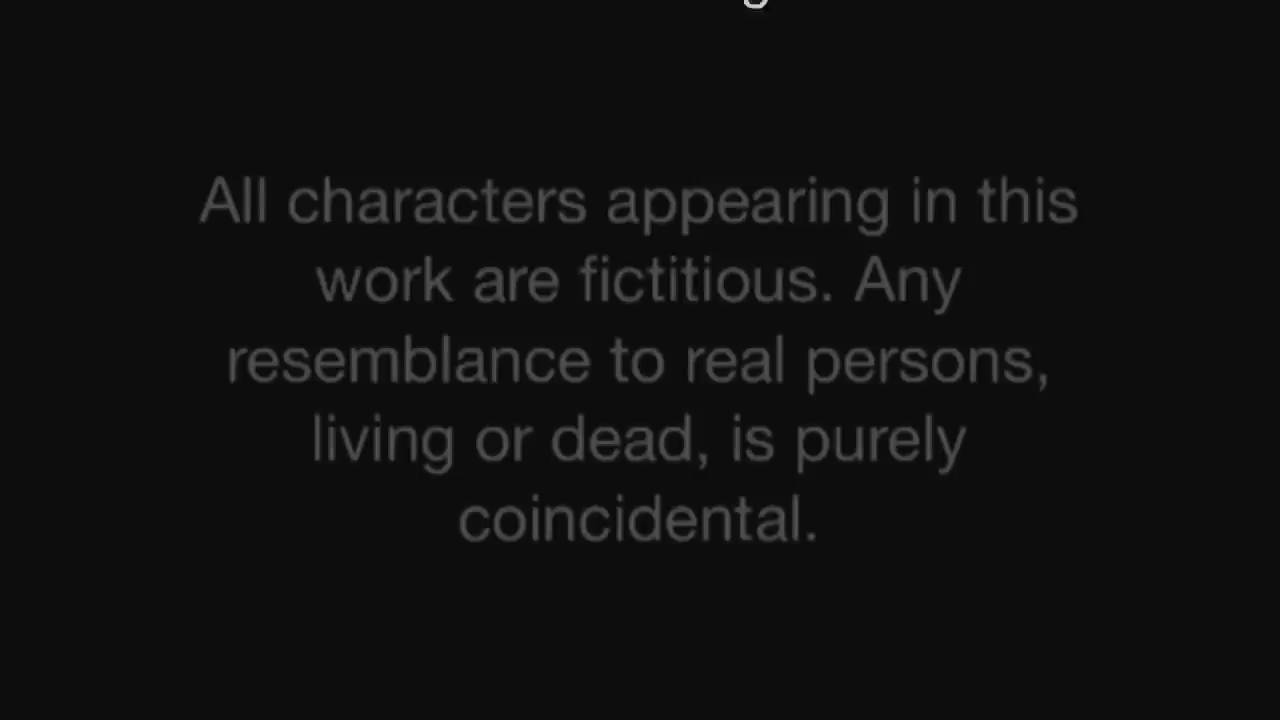 All characters appearing in this
work are fictitious. Any
resemblance to real persons,
living or dead, is purely
coincidental.